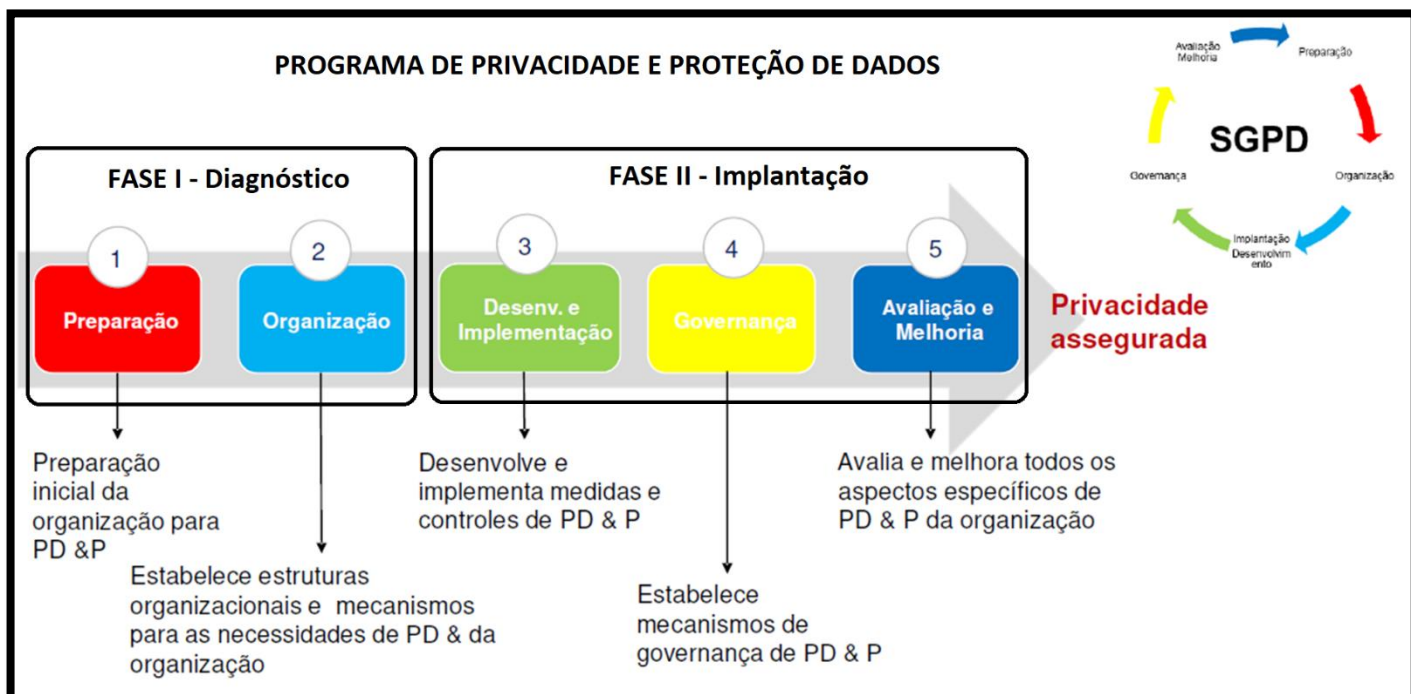 PROGRAMA DE PRIVACIDADE E PROTEÇÃO DE DADOS
Avaliação
Melhoria
Preparação
SGPD
Governança
Organização
Implantação
Desenvolvim
ento
FASE I - Diagnóstico
FASE II - Implantação
1
2
3
4
5
Preparação
Organização
Desenv. e
Implementação
Governança
Avaliação e
Melhoria
Privacidade
assegurada
Preparação
inicial da
organização para
PD &P
Estabelece estruturas
organizacionais e mecanismos
para as necessidades de PD & da
organização
Desenvolve e
implementa medidas e
controles de PD & P
Estabelece
mecanismos de
governança de PD & P
Avalia e melhora todos os
aspectos específicos de
PD & P da organização